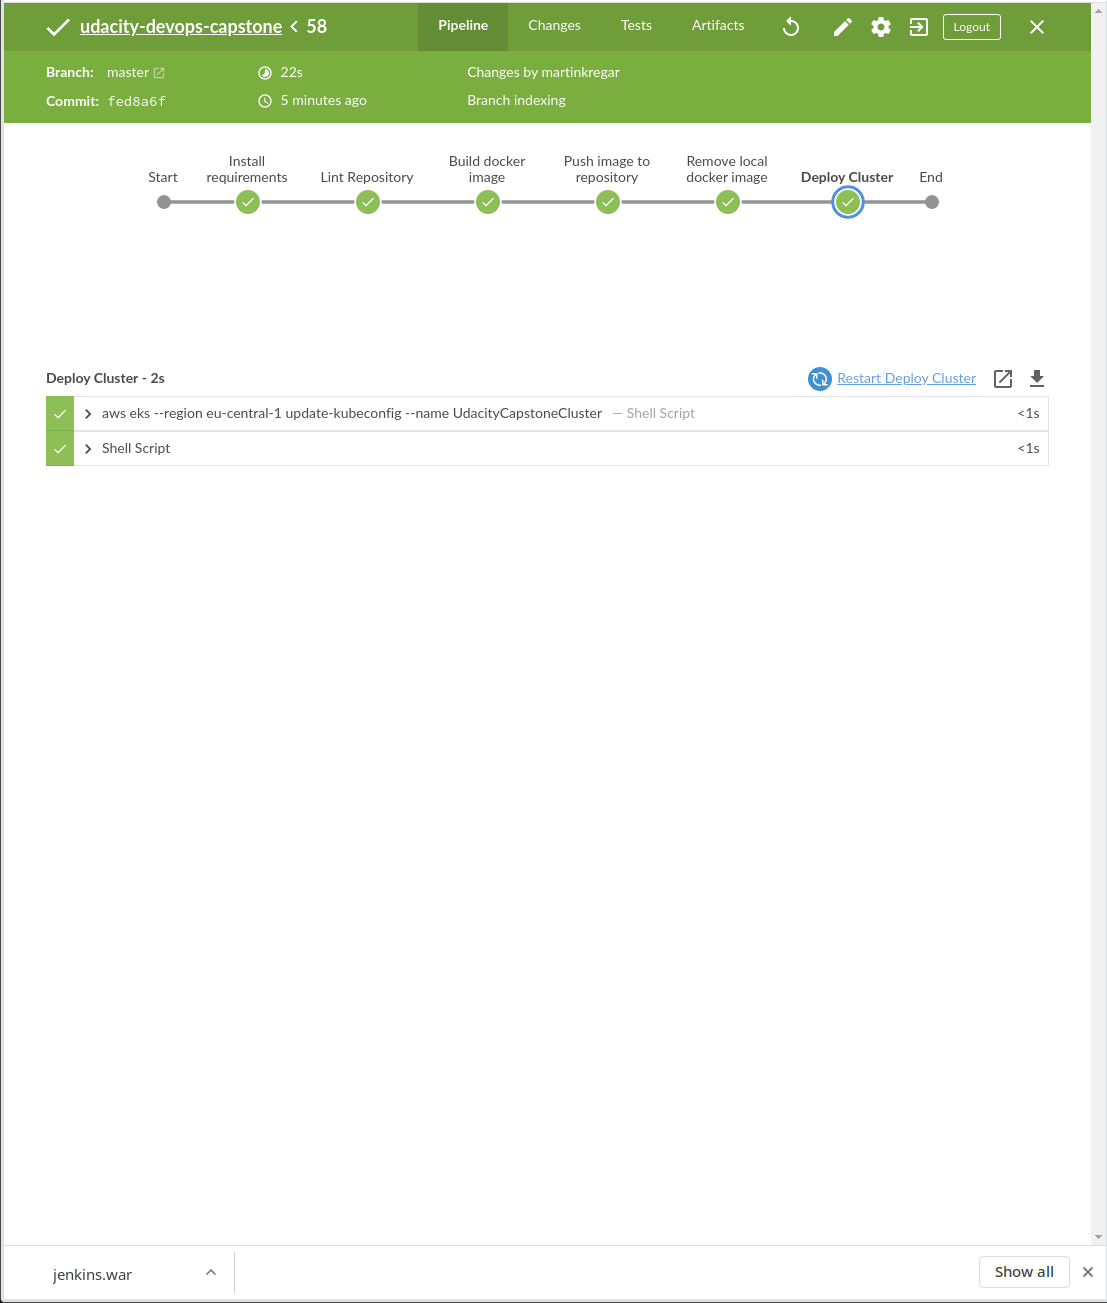 udacity-devops-capstone < 58
Pipeline
Changes
Tests
Artifacts
Logout
Branch: master
22s
Changes by martinkregar
Commit: fed8a6f
5 minutes ago
Branch indexing
Start
Install
requirements
Lint Repository
Build docker
image
Push image to
repository
Remove local
docker image
Deploy Cluster
End
Deploy Cluster - 2s
Restart Deploy Cluster
aws eks --region eu-central-1 update-kubeconfig --name UdacityCapstoneCluster — Shell Script
<1s
Shell Script
<1s
jenkins.war
Show all